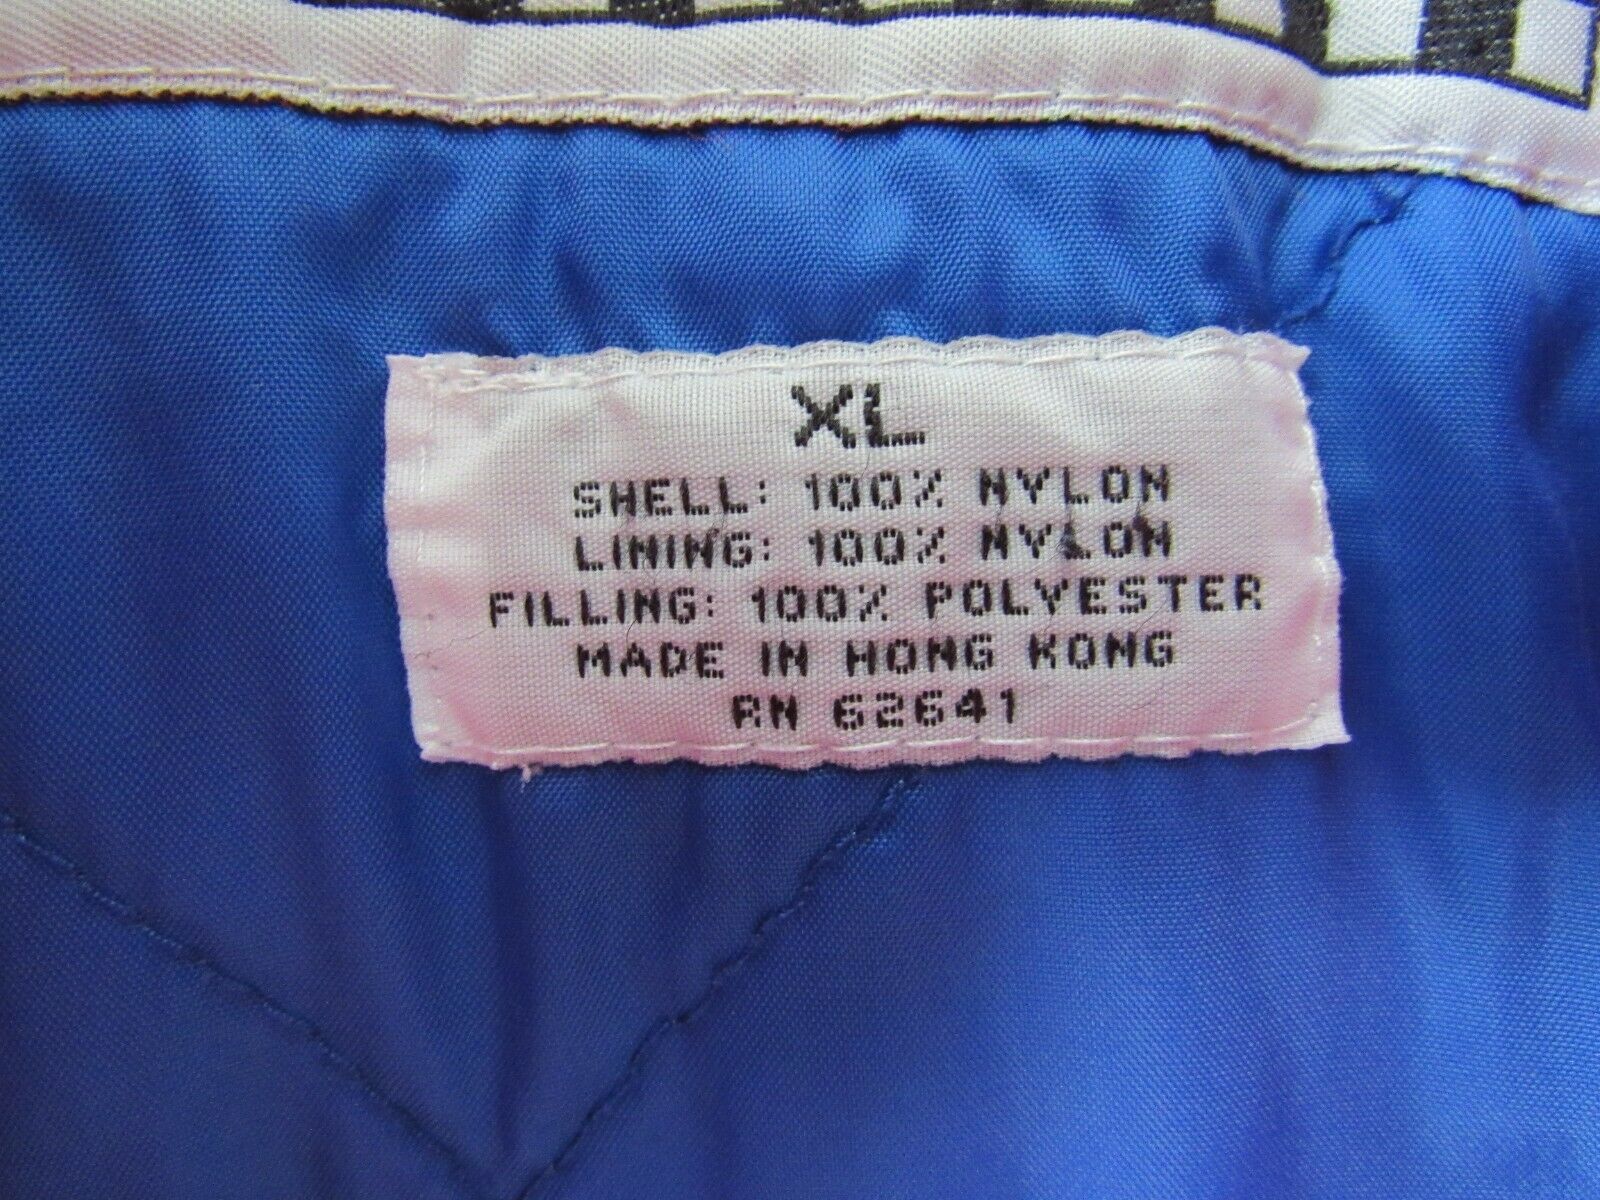 XL
SHELL: 100% NYLON
LINING: 100% NYLON
FILLING: 100% POLYESTER
MADE IN HONG KONG
RN 62641